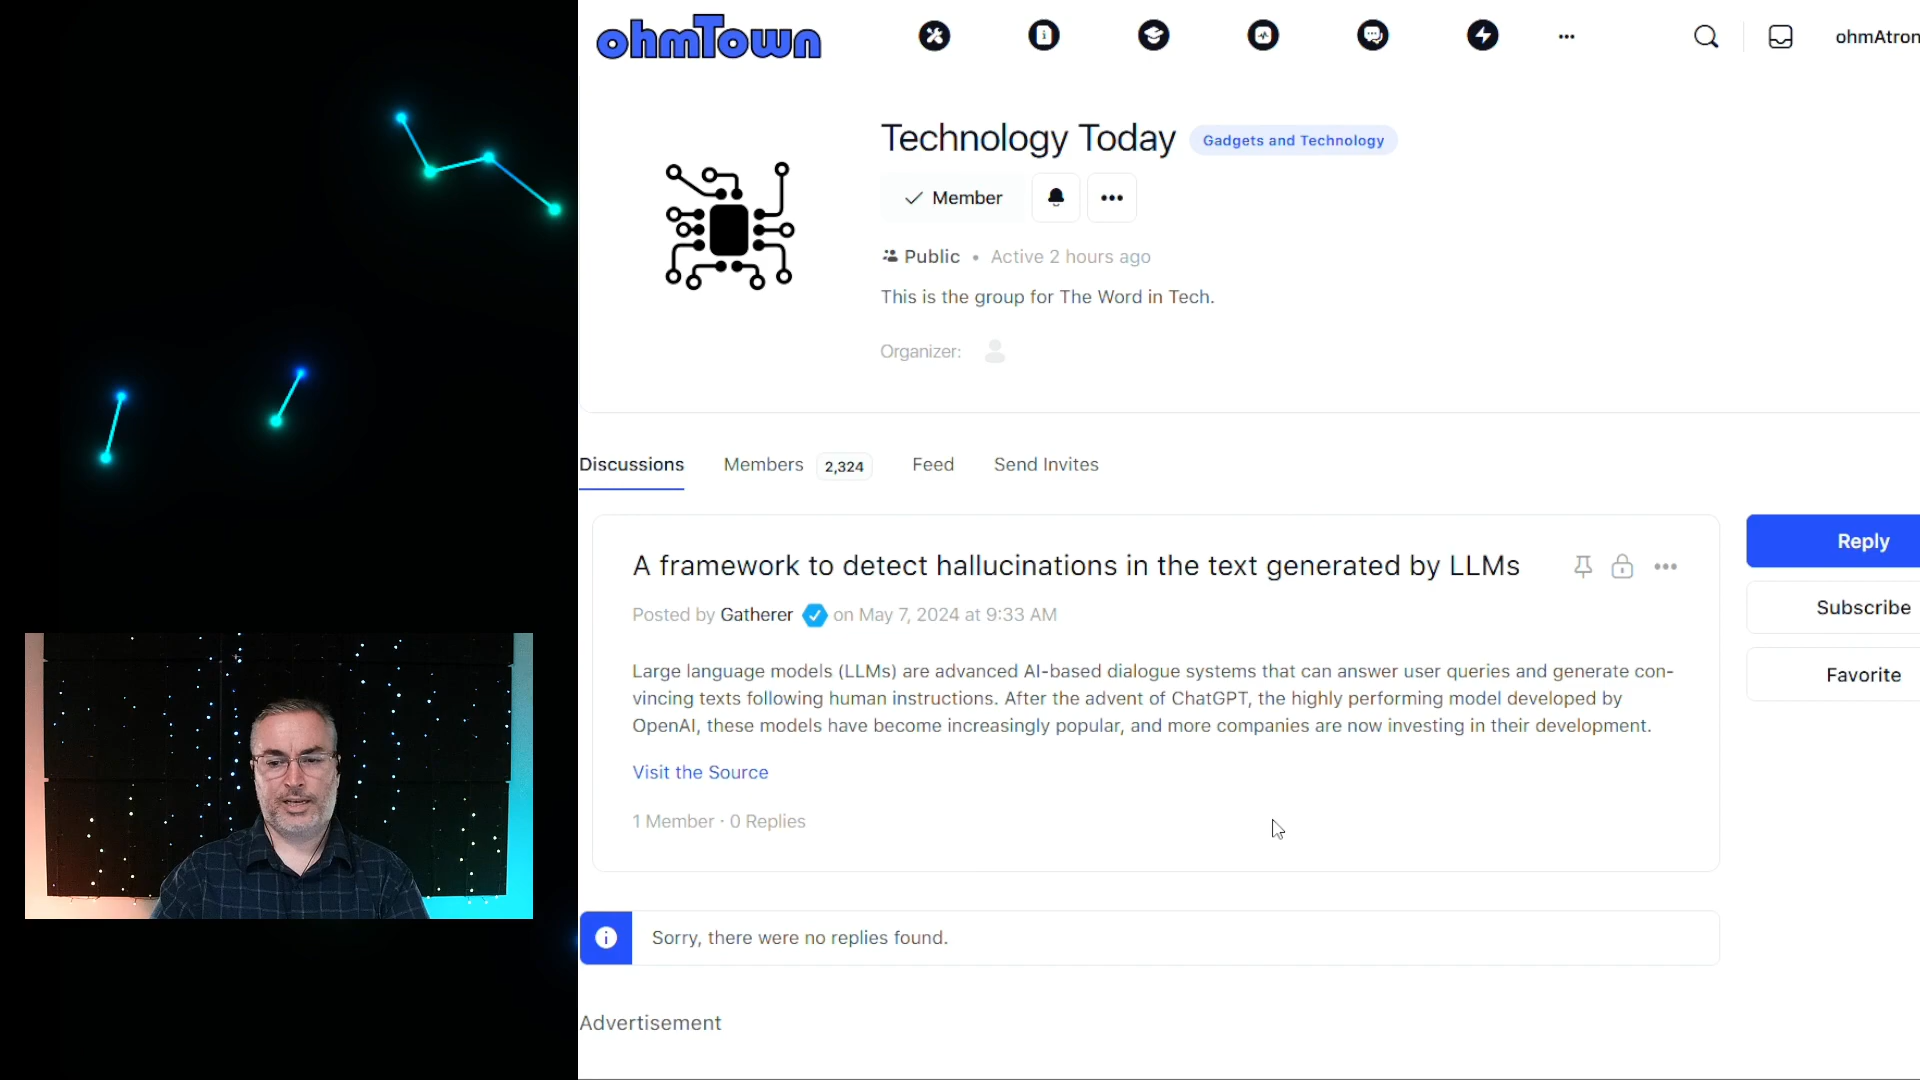 ohmTown
ohmAtron
Technology Today
Gadgets and Technology
Member
Public • Active 2 hours ago
This is the group for The Word in Tech.
Organizer:
Discussions
Members 2,324
Feed
Send Invites
A framework to detect hallucinations in the text generated by LLMs
Posted by Gatherer on May 7, 2024 at 9:33 AM
Large language models (LLMs) are advanced AI-based dialogue systems that can answer user queries and generate con-
vincing texts following human instructions. After the advent of ChatGPT, the highly performing model developed by
OpenAI, these models have become increasingly popular, and more companies are now investing in their development.
Visit the Source
1 Member · 0 Replies
Reply
Subscribe
Favorite
Sorry, there were no replies found.
Advertisement